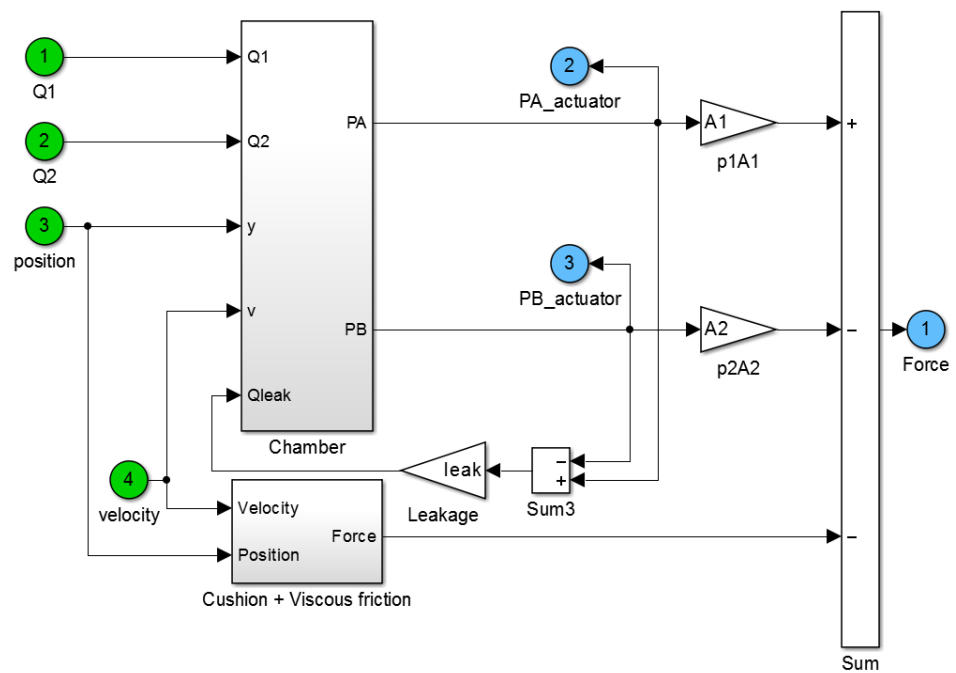 1
Q1
2
Q2
3
position
4
velocity
Q1
Q2
y
v
Qleak
PA
PB
Chamber
Velocity
Position
Force
Cushion + Viscous friction
leak
Leakage
−
+
Sum3
2
PA_actuator
3
PB_actuator
A1
p1A1
A2
p2A2
+
−
−
Sum
1
Force